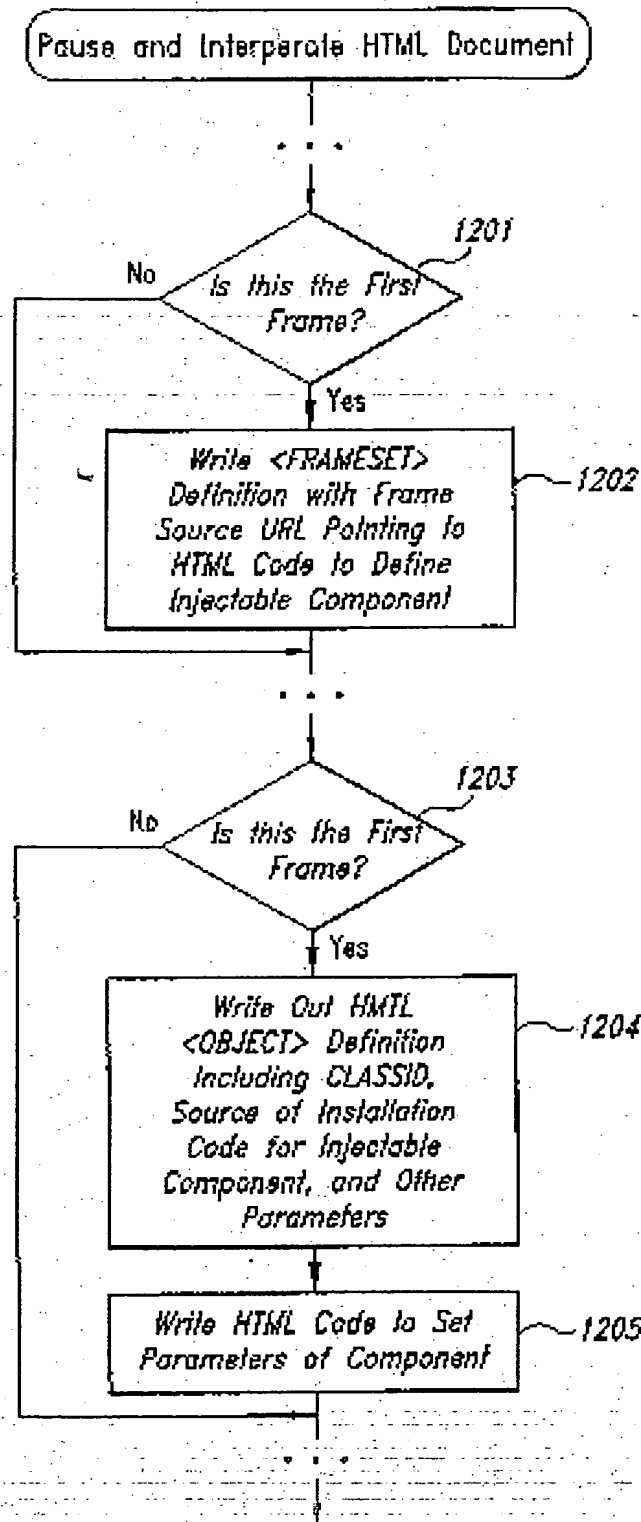 Pause and Interperate HTML Document
1201
No
Is this the First
Frame?
Yes
Write <FRAMESET>
Definition with Frame
Source URL Pointing to
HTML Code to Define
Injectable Component
1202
1203
No
Is this the First
Frame?
Yes
Write Out HMTL
<OBJECT> Definition
Including CLASSID,
Source of Installation
Code for Injectable
Component, and Other
Parameters
1204
Write HTML Code to Set
Parameters of Component
1205